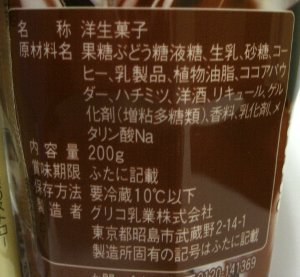 名　称　洋生菓子
原材料名　果糖ぶどう糖液糖、生乳、砂糖、コー
ヒー、乳製品、植物油脂、ココアパウ
ダー、ハチミツ、洋酒、リキュール、ゲル
化剤(増粘多糖類)、香料、乳化剤、メ
タリン酸Na
内容量　200g
賞味期限　ふたに記載
保存方法　要冷蔵10℃以下
製造者　グリコ乳業株式会社
東京都昭島市武蔵野2-14-1
製造所固有の記号はふたに記載
0120-141369